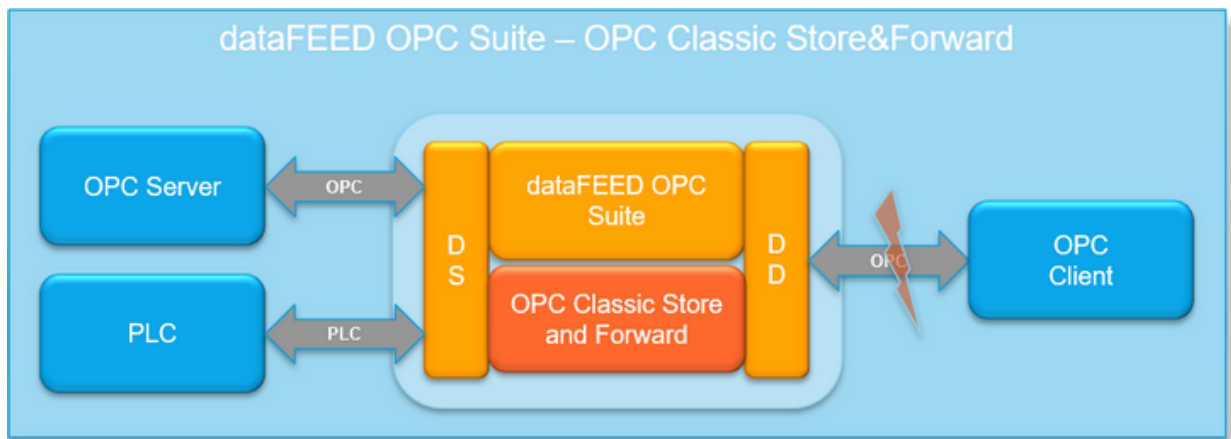 dataFEED OPC Suite – OPC Classic Store&Forward
OPC Server
OPC
PLC
PLC
D
S
dataFEED OPC
Suite
OPC Classic Store
and Forward
D
D
OPC
OPC
Client